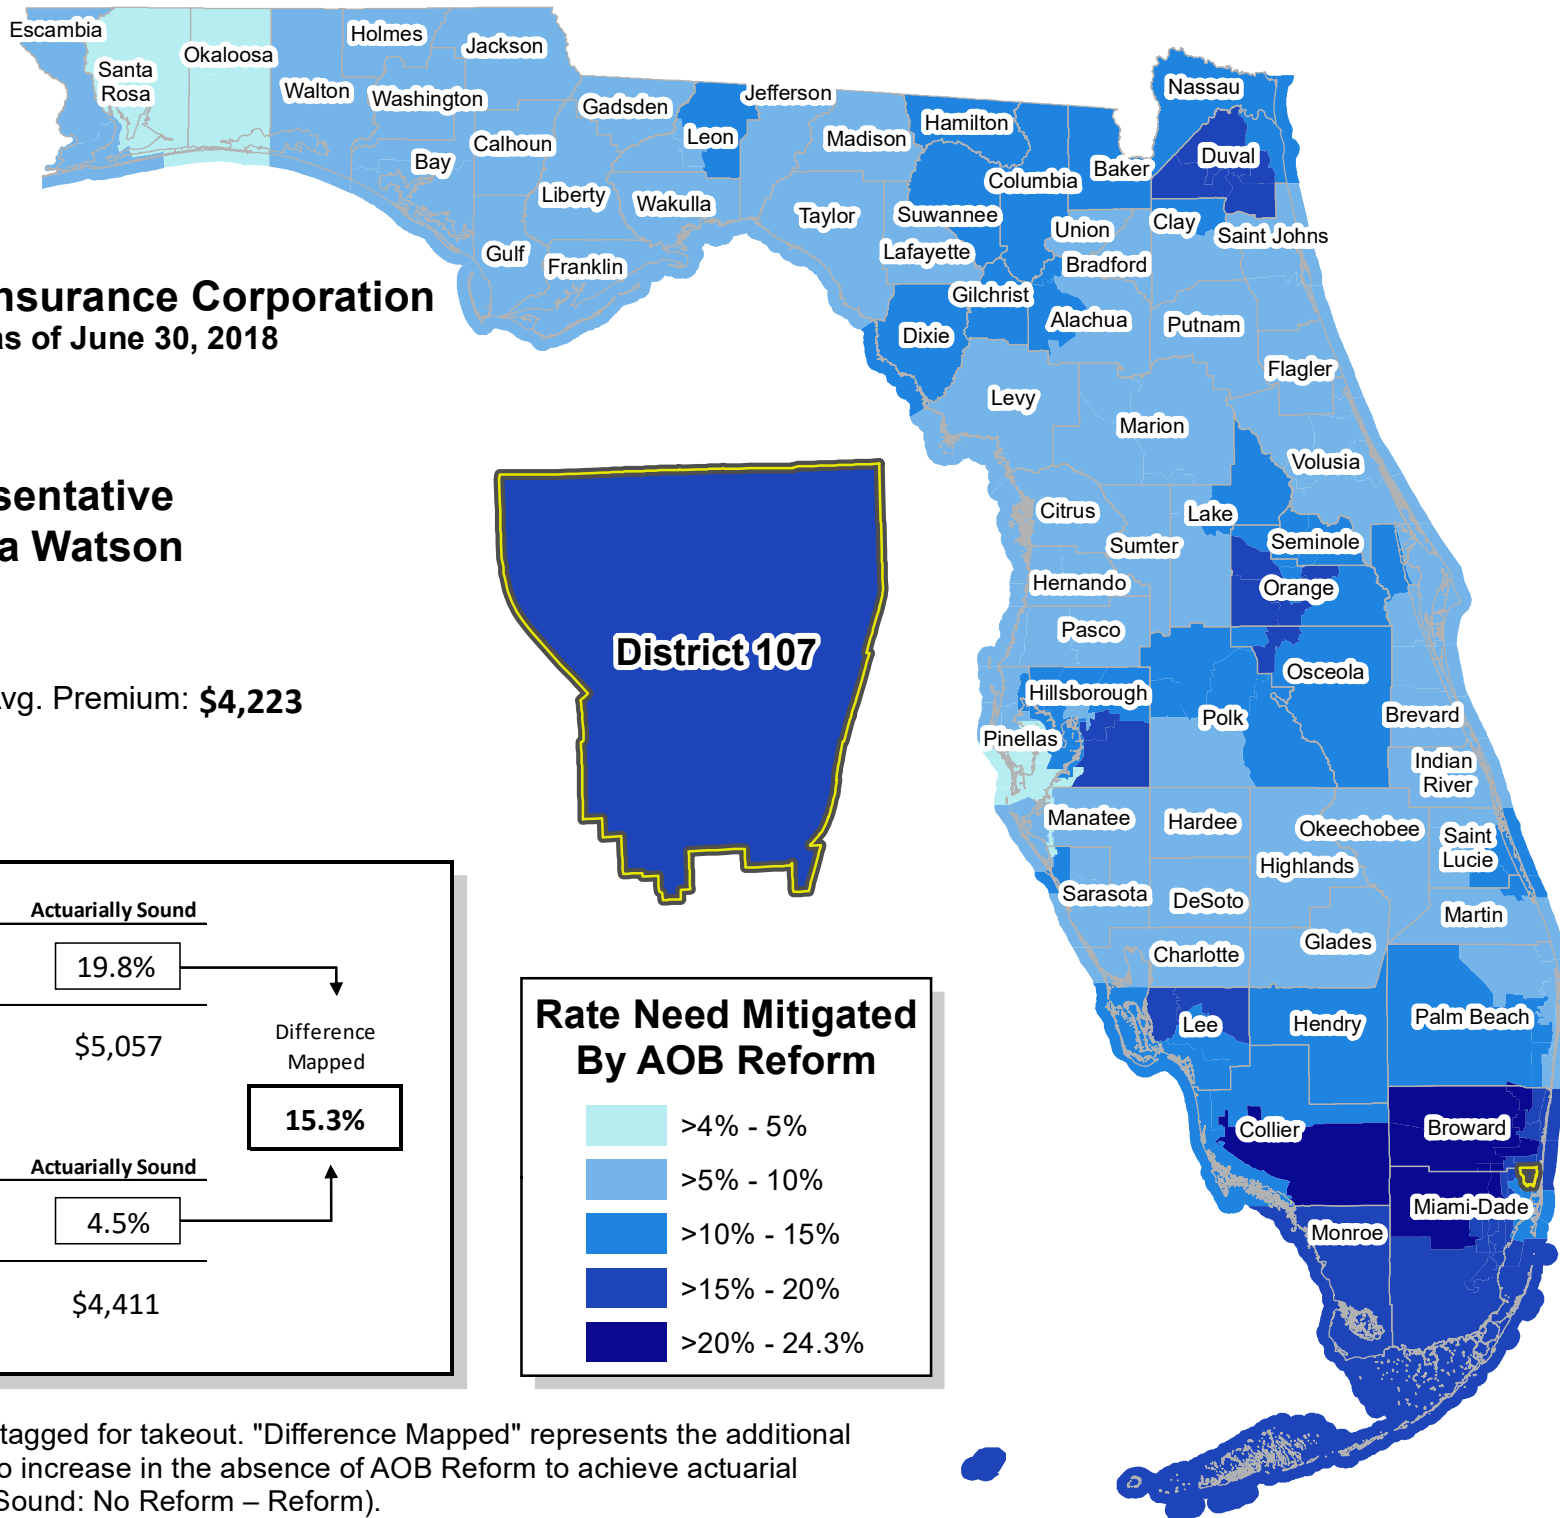 Escambia
Santa
Rosa
Okaloosa
Holmes
Jackson
Walton
Washington
Gadsden
Jefferson
Leon
Madison
Hamilton
Nassau
Duval
Baker
Columbia
Calhoun
Bay
Liberty
Wakulla
Taylor
Suwannee
Union
Clay
Saint Johns
Gulf
Franklin
Lafayette
Bradford
Gilchrist
Alachua
Putnam
Dixie
Flagler
Levy
Marion
Volusia
Citrus
Lake
Sumter
Seminole
Hernando
Orange
Pasco
Osceola
Hillsborough
Polk
Brevard
Pinellas
Indian
River
Manatee
Hardee
Okeechobee
Saint
Lucie
Highlands
Sarasota
DeSoto
Martin
Glades
Charlotte
Lee
Hendry
Palm Beach
Collier
Broward
Miami-Dade
Monroe
nsurance Corporation
as of June 30, 2018
sentative
a Watson
vg. Premium: $4,223
District 107
Actuarially Sound
19.8%
$5,057
Difference
Mapped
15.3%
Actuarially Sound
4.5%
$4,411
Rate Need Mitigated
By AOB Reform
>4% - 5%
>5% - 10%
>10% - 15%
>15% - 20%
>20% - 24.3%
tagged for takeout. "Difference Mapped" represents the additional
o increase in the absence of AOB Reform to achieve actuarial
Sound: No Reform – Reform).